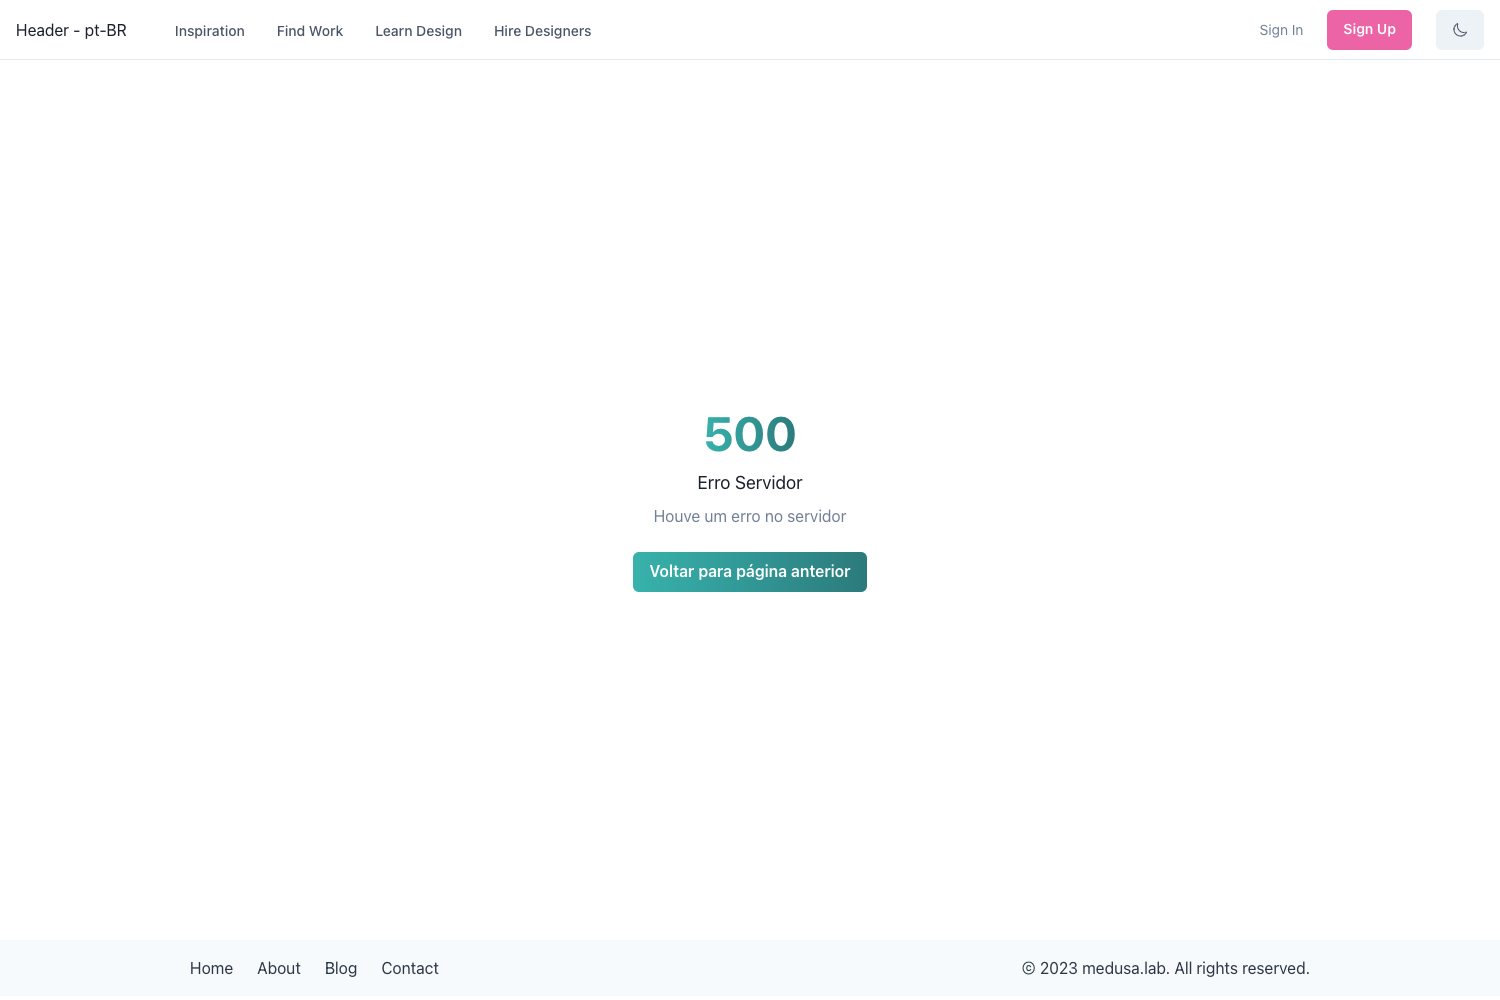 Header - pt-BR Inspiration Find Work Learn Design Hire Designers Sign In Sign Up
500
Erro Servidor
Houve um erro no servidor
Voltar para página anterior
Home About Blog Contact © 2023 medusa.lab. All rights reserved.